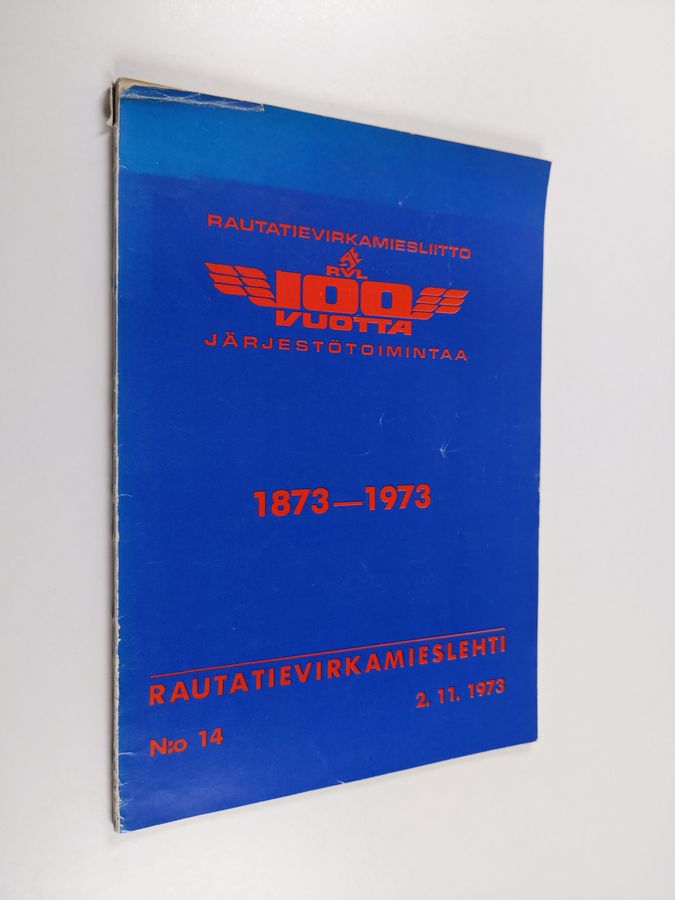 RAUTATIEVIRKAMIESLIITTO
RVL
100
VUOTTA
JÄRJESTÖTOIMINTAA
1873—1973
RAUTATIEVIRKAMIESLEHTI
2. 11. 1973
N:o 14